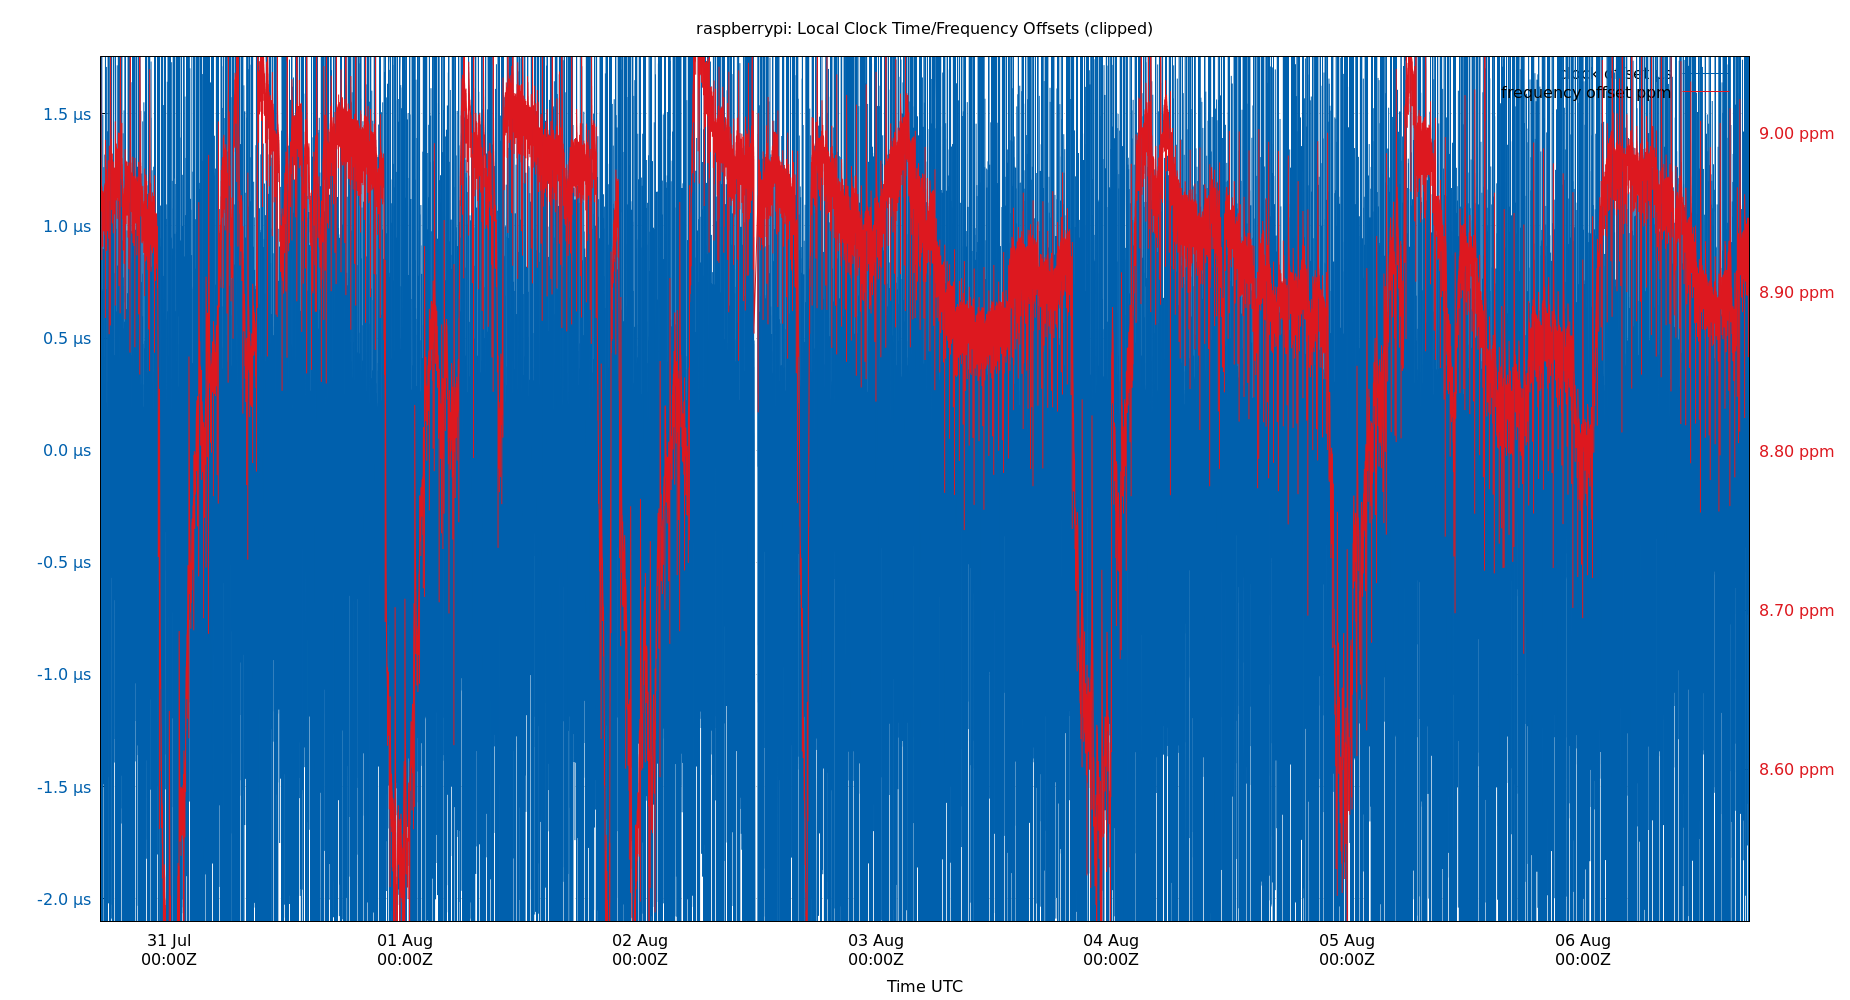 raspberrypi: Local Clock Time/Frequency Offsets (clipped)
clock offset µs
frequency offset ppm
1.5 µs
1.0 µs
0.5 µs
0.0 µs
-0.5 µs
-1.0 µs
-1.5 µs
-2.0 µs
9.00 ppm
8.90 ppm
8.80 ppm
8.70 ppm
8.60 ppm
31 Jul
00:00Z
01 Aug
00:00Z
02 Aug
00:00Z
03 Aug
00:00Z
04 Aug
00:00Z
05 Aug
00:00Z
06 Aug
00:00Z
Time UTC